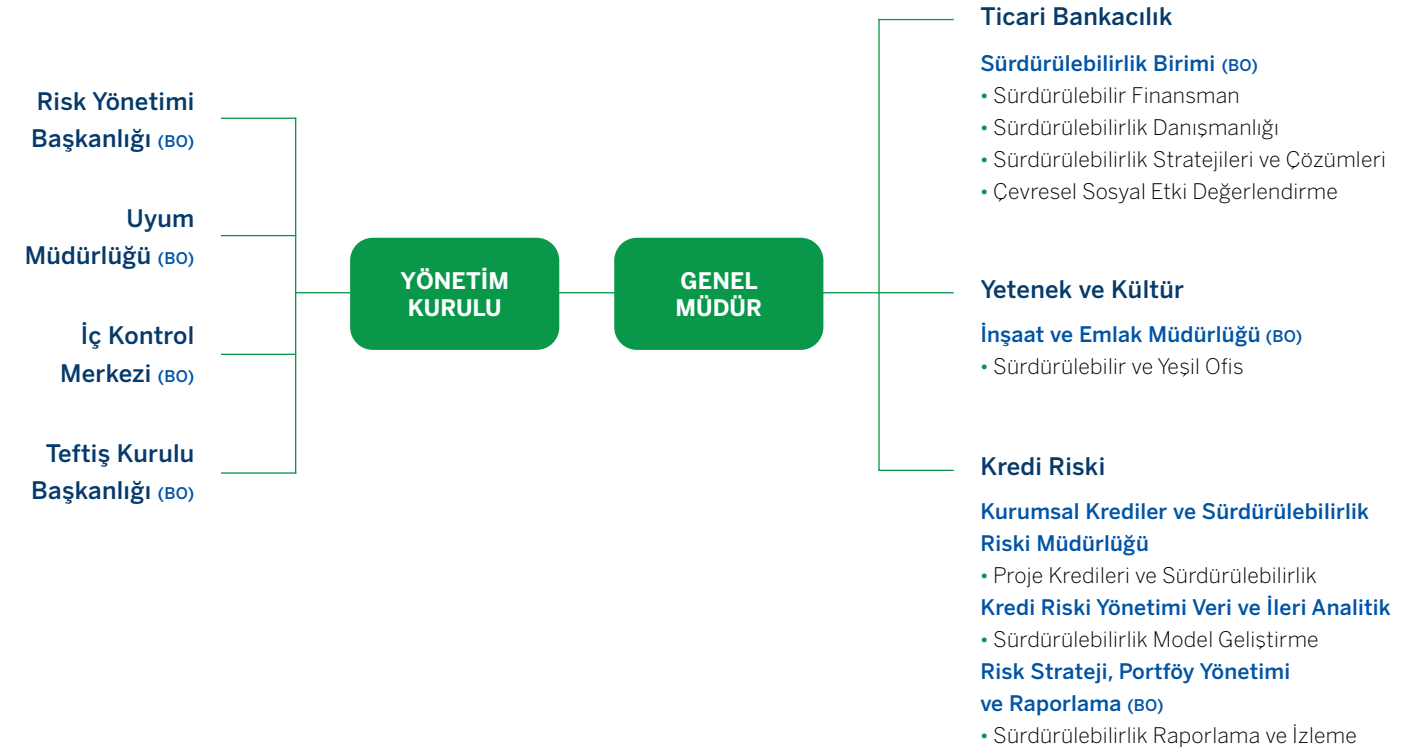 Risk Yönetimi
Başkanlığı (BO)
Uyum
Müdürlüğü (BO)
İç Kontrol
Merkezi (BO)
Teftiş Kurulu
Başkanlığı (BO)
YÖNETİM
KURULU
GENEL
MÜDÜR
Ticari Bankacılık
Sürdürülebilirlik Birimi (BO)
• Sürdürülebilir Finansman
• Sürdürülebilirlik Danışmanlığı
• Sürdürülebilirlik Stratejileri ve Çözümleri
• Çevresel Sosyal Etki Değerlendirme
Yetenek ve Kültür
İnşaat ve Emlak Müdürlüğü (BO)
• Sürdürülebilir ve Yeşil Ofis
Kredi Riski
Kurumsal Krediler ve Sürdürülebilirlik
Riski Müdürlüğü
• Proje Kredileri ve Sürdürülebilirlik
Kredi Riski Yönetimi Veri ve İleri Analitik
• Sürdürülebilirlik Model Geliştirme
Risk Strateji, Portföy Yönetimi
ve Raporlama (BO)
• Sürdürülebilirlik Raporlama ve İzleme